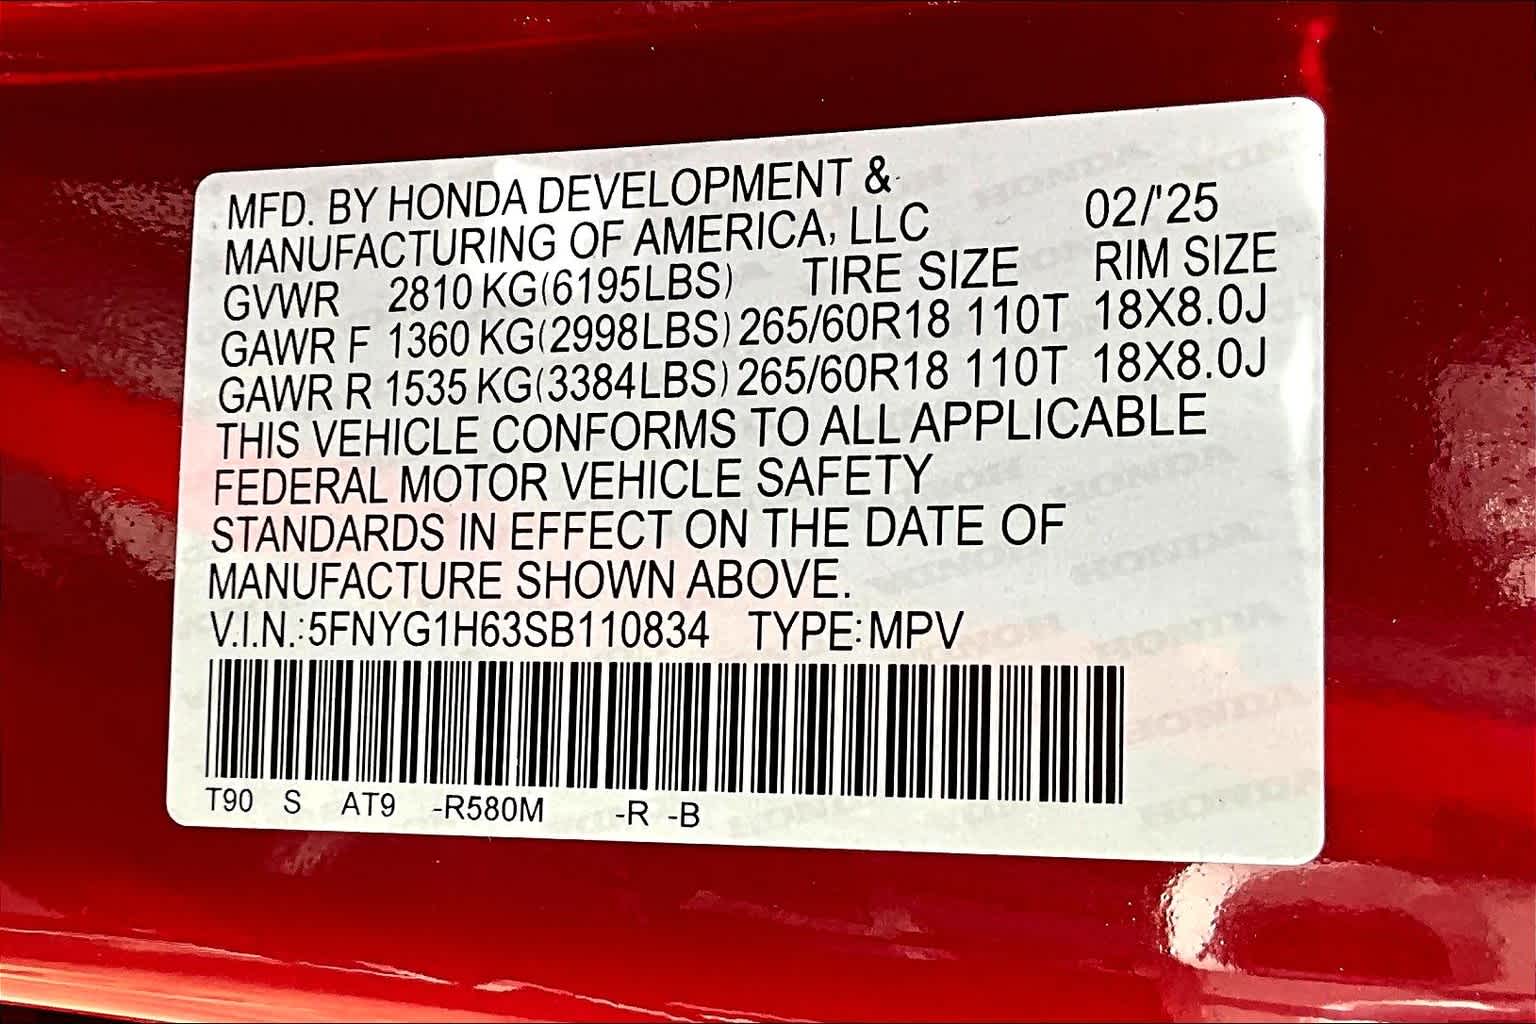 MFD. BY HONDA DEVELOPMENT &
MANUFACTURING OF AMERICA, LLC 02/'25
GVWR 2810 KG(6195LBS) TIRE SIZE RIM SIZE
GAWR F 1360 KG(2998LBS) 265/60R18 110T 18X8.0J
GAWR R 1535 KG(3384LBS) 265/60R18 110T 18X8.0J
THIS VEHICLE CONFORMS TO ALL APPLICABLE
FEDERAL MOTOR VEHICLE SAFETY
STANDARDS IN EFFECT ON THE DATE OF
MANUFACTURE SHOWN ABOVE.
V.I.N.:5FNYG1H63SB110834 TYPE:MPV
T90 S AT9 -R580M -R -B